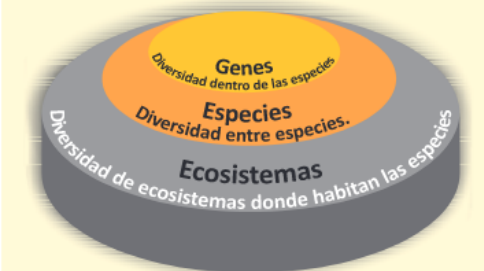 Genes
Diversidad dentro de las especies
Especies
Diversidad entre especies.
Ecosistemas
Diversidad de ecosistemas donde habitan las especies